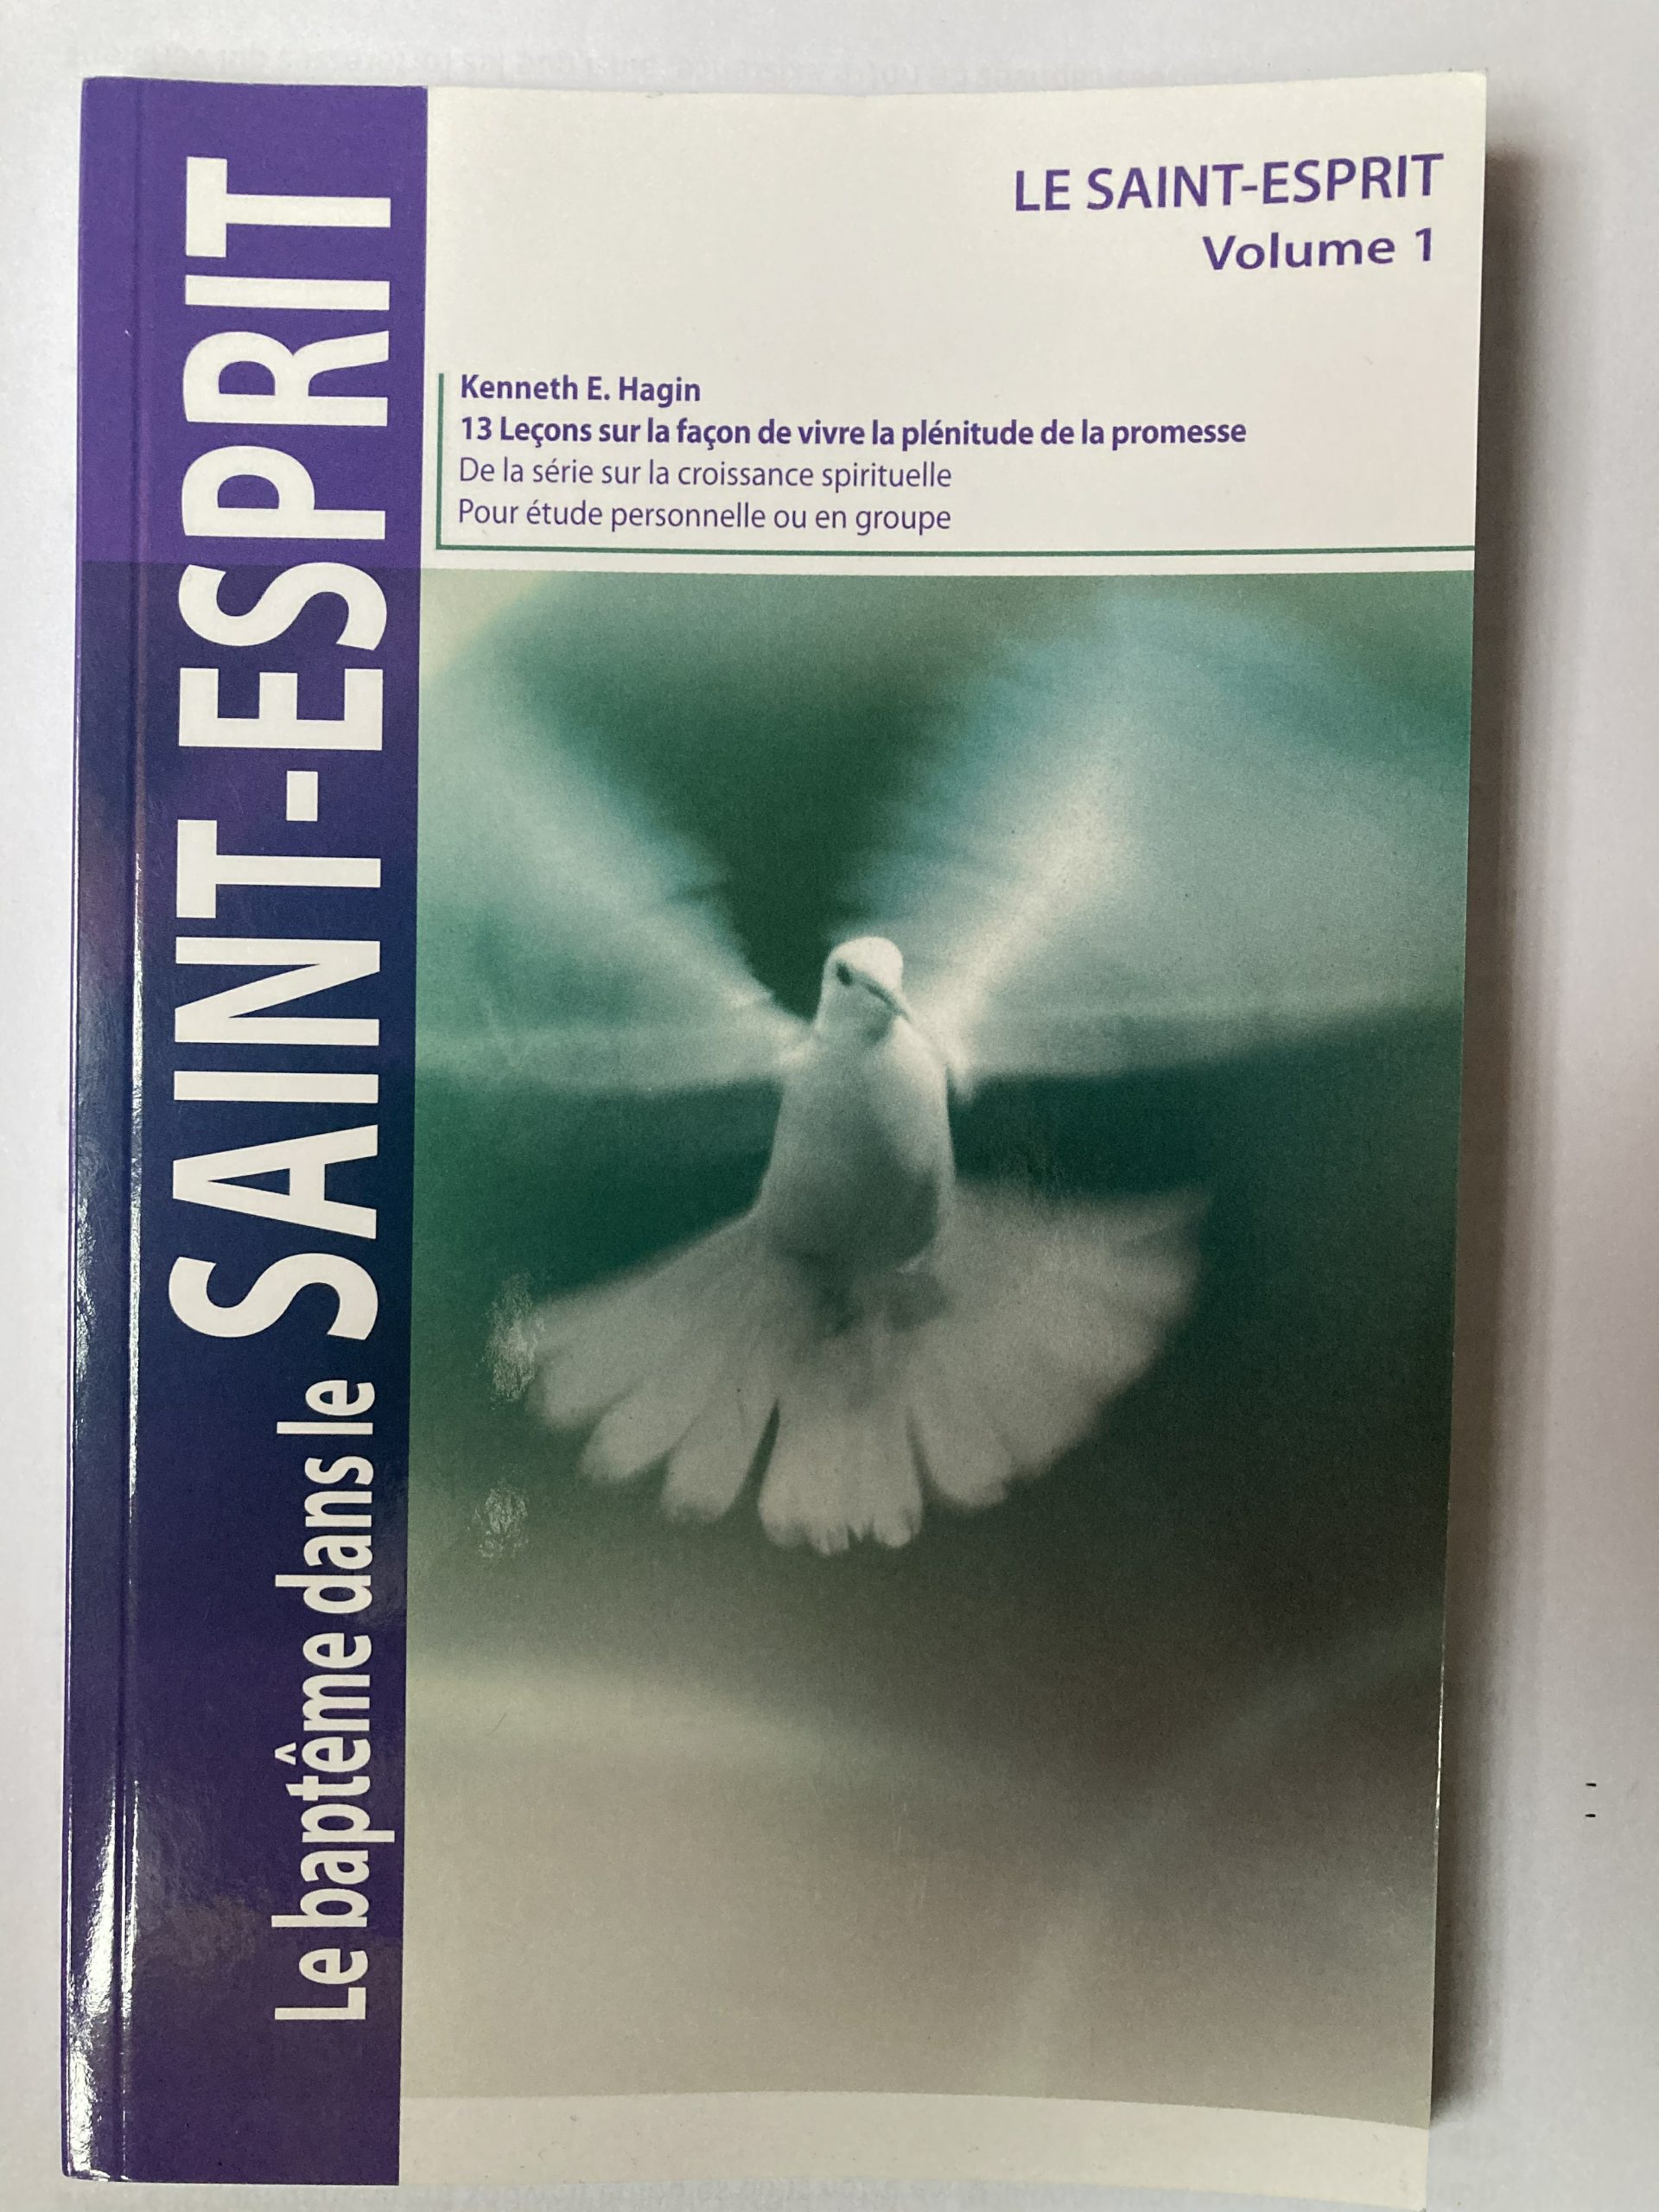 LE SAINT-ESPRIT
Volume 1
Kenneth E. Hagin
13 Leçons sur la façon de vivre la plénitude de la promesse
De la série sur la croissance spirituelle
Pour étude personnelle ou en groupe
Le baptême dans le SAINT-ESPRIT